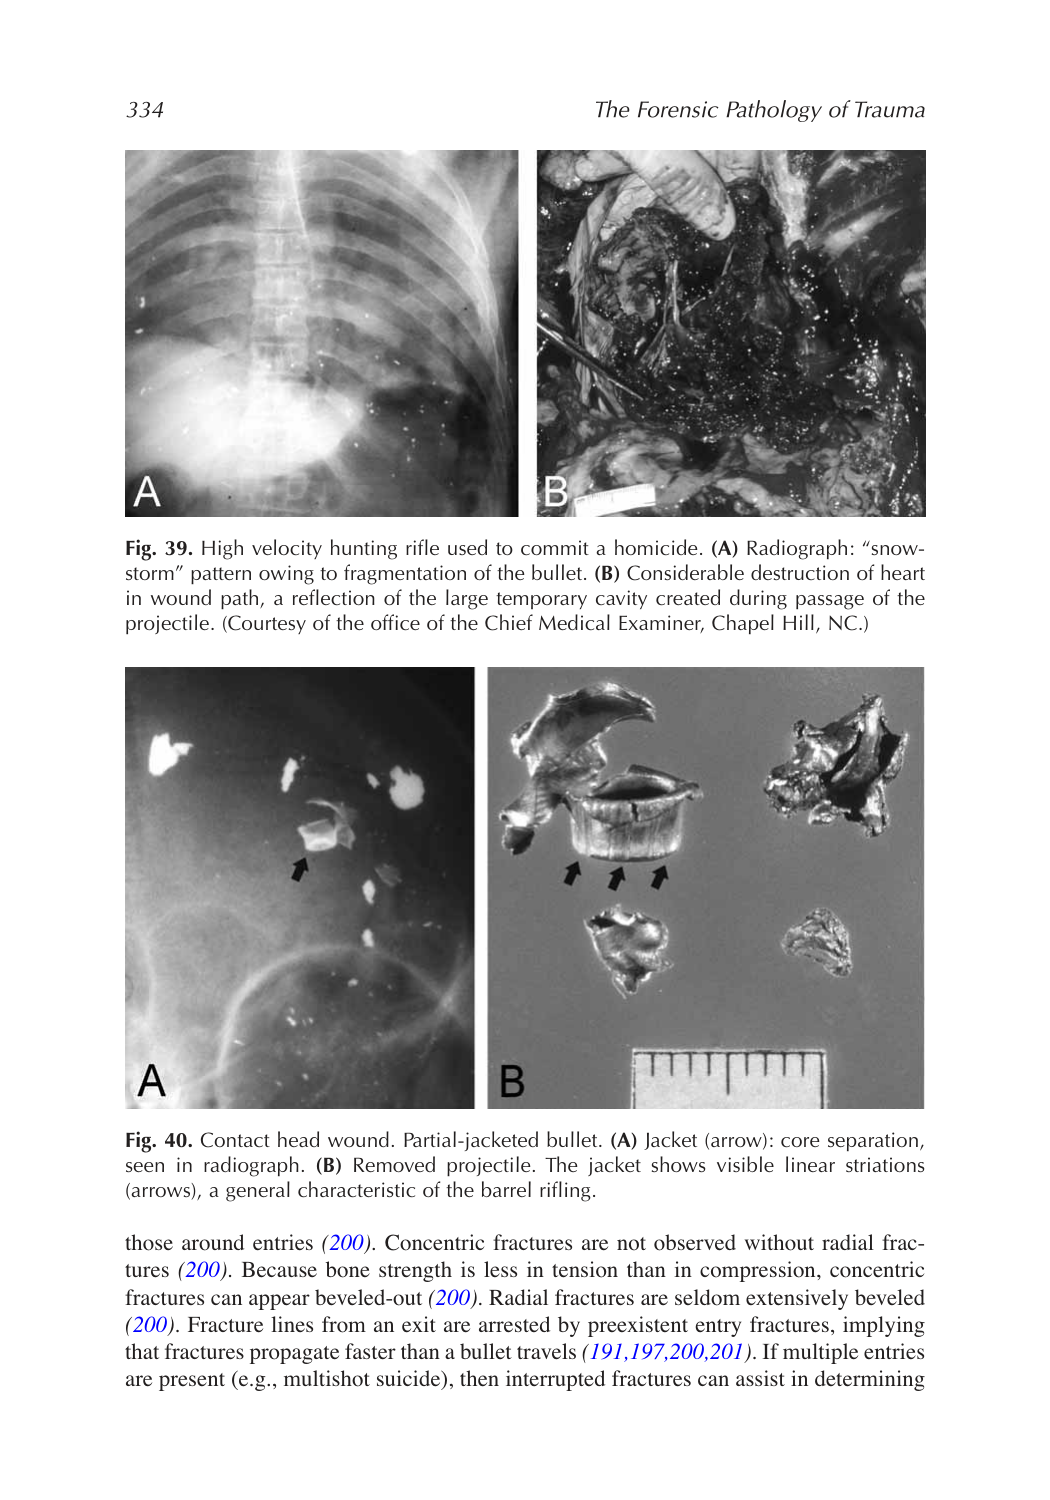 334
The Forensic Pathology of Trauma
A
B
Fig. 39. High velocity hunting rifle used to commit a homicide. (A) Radiograph: “snow-
storm” pattern owing to fragmentation of the bullet. (B) Considerable destruction of heart
in wound path, a reflection of the large temporary cavity created during passage of the
projectile. (Courtesy of the office of the Chief Medical Examiner, Chapel Hill, NC.)
A
B
Fig. 40. Contact head wound. Partial-jacketed bullet. (A) Jacket (arrow): core separation,
seen in radiograph. (B) Removed projectile. The jacket shows visible linear striations
(arrows), a general characteristic of the barrel rifling.
those around entries (200). Concentric fractures are not observed without radial frac-
tures (200). Because bone strength is less in tension than in compression, concentric
fractures can appear beveled-out (200). Radial fractures are seldom extensively beveled
(200). Fracture lines from an exit are arrested by preexistent entry fractures, implying
that fractures propagate faster than a bullet travels (191,197,200,201). If multiple entries
are present (e.g., multishot suicide), then interrupted fractures can assist in determining